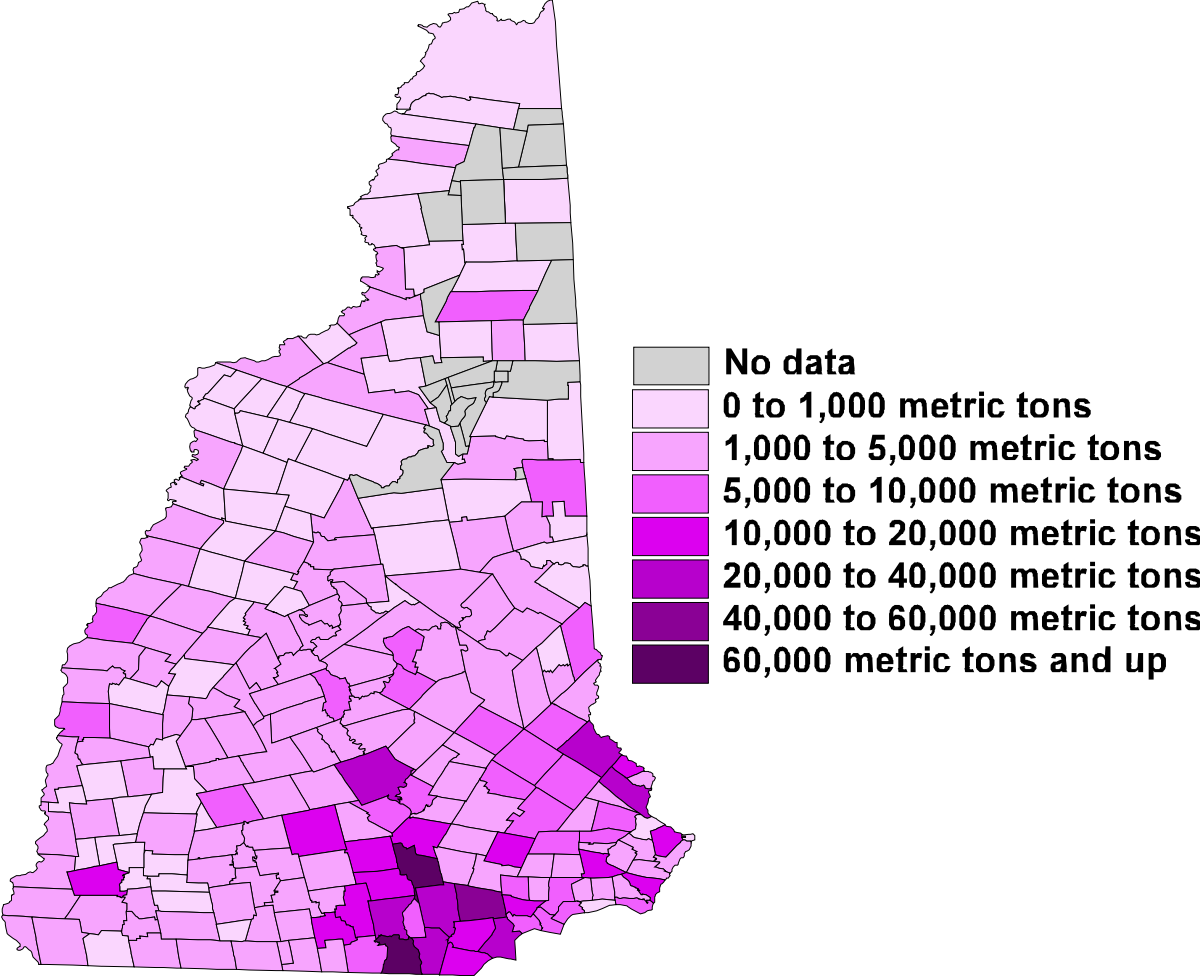 No data
0 to 1,000 metric tons
1,000 to 5,000 metric tons
5,000 to 10,000 metric tons
10,000 to 20,000 metric tons
20,000 to 40,000 metric tons
40,000 to 60,000 metric tons
60,000 metric tons and up